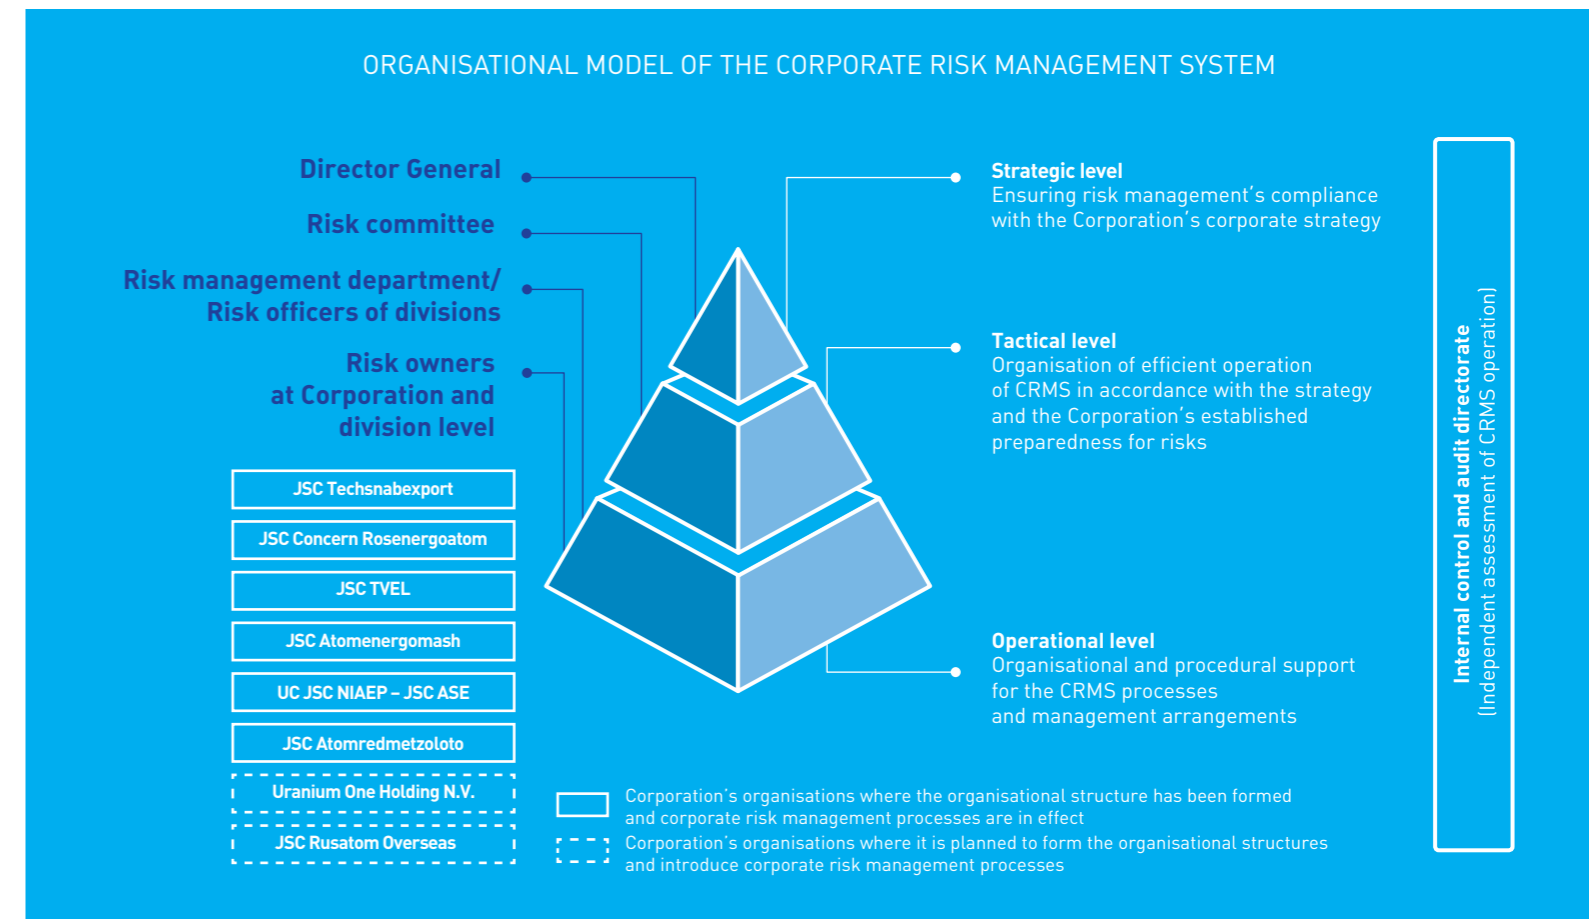 ORGANISATIONAL MODEL OF THE CORPORATE RISK MANAGEMENT SYSTEM
Director General
Risk committee
Risk management department/
Risk officers of divisions
Risk owners
at Corporation and
division level
JSC Techsnabexport
JSC Concern Rosenergoatom
JSC TVEL
JSC Atomenergomash
UC JSC NIAEP – JSC ASE
JSC Atomredmetzoloto
Uranium One Holding N.V.
JSC Rusatom Overseas
Strategic level
Ensuring risk management's compliance
with the Corporation's corporate strategy
Tactical level
Organisation of efficient operation
of CRMS in accordance with the strategy
and the Corporation's established
preparedness for risks
Operational level
Organisational and procedural support
for the CRMS processes
and management arrangements
Corporation's organisations where the organisational structure has been formed
and corporate risk management processes are in effect
Corporation's organisations where it is planned to form the organisational structures
and introduce corporate risk management processes
Internal control and audit directorate
(Independent assessment of CRMS operation)